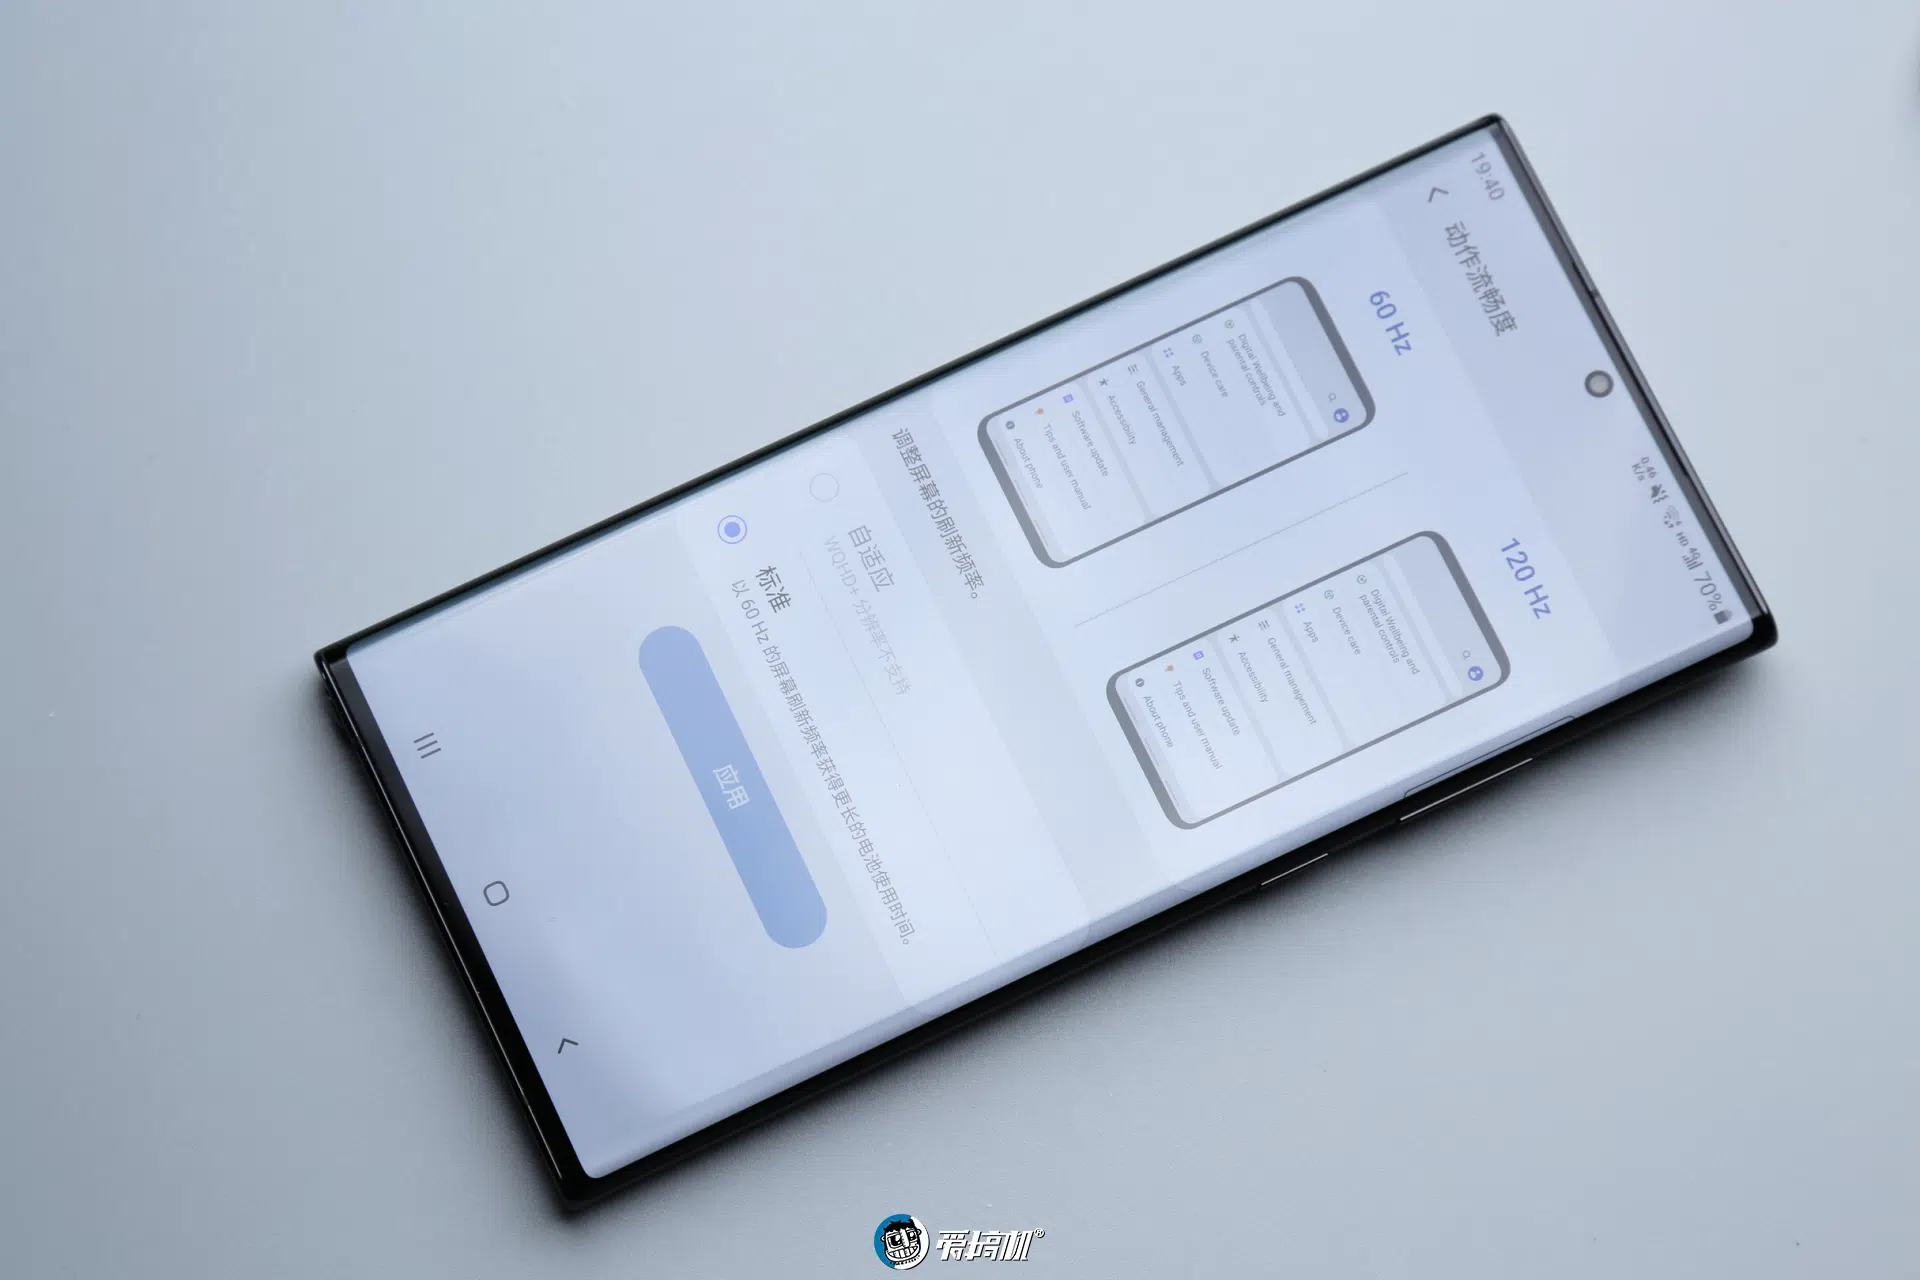 19:40
0.46
K/s
HD
4G
70%
动作流畅度
60 Hz
120 Hz
Digital Wellbeing and
parental controls
Device care
Apps
General management
Accessibility
Software update
Tips and user manual
About phone
Digital Wellbeing and
parental controls
Device care
Apps
General management
Accessibility
Software update
Tips and user manual
About phone
调整屏幕的刷新频率。
自适应
WQHD+ 分辨率不支持
标准
以 60 Hz 的屏幕刷新频率获得更长的电池使用时间。
应用
爱搞机®